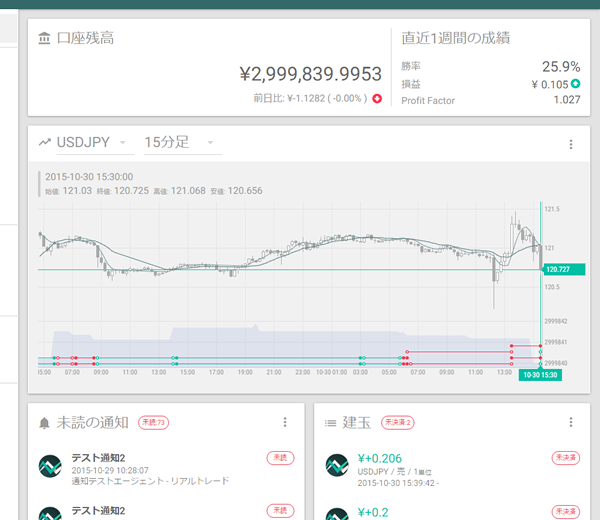 口座残高
¥2,999,839.9953
前日比: ¥-1.1282 ( -0.00% )
直近1週間の成績
勝率 25.9%
損益 ¥ 0.105
Profit Factor 1.027
USDJPY 15分足
2015-10-30 15:30:00
始値: 121.03 終値: 120.725 高値: 121.068 安値: 120.656
121.5
121
120.727
120.5
2999842
2999841
2999840
05:00 07:00 09:00 11:00 13:00 15:00 17:00 19:00 21:00 23:00 10-30 01:00 03:00 05:00 07:00 09:00 11:00 13:00
10-30 15:30
未読の通知 未読:73
テスト通知2 未読
2015-10-29 10:28:07
通知テストエージェント - リアルトレード
テスト通知2 未読
建玉 未決済:2
¥+0.206 未決済
USDJPY / 売 / 1単位
2015-10-30 15:39:42 -
¥+0.2 未決済